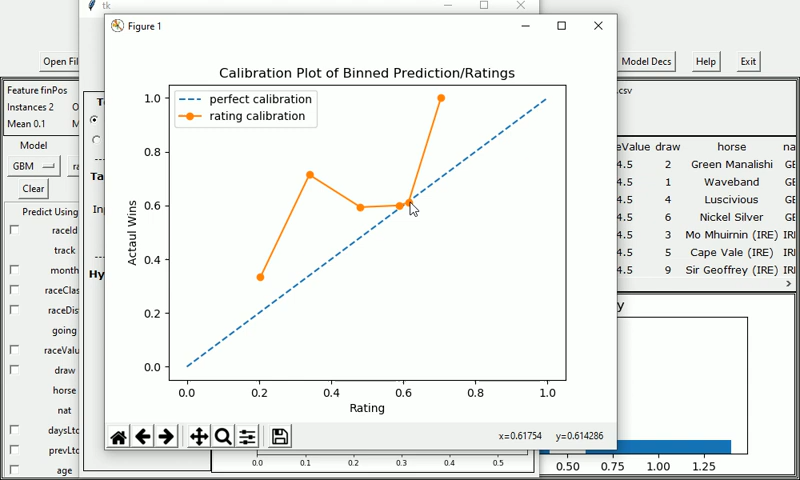 tk
Figure 1
Open Fil
Model Decs
Help
Exit
Feature finPos
Instances 2
Mean 0.1
.csv
Model
GBM
Clear
Predict Using
raceId
track
month
raceClas
raceDis
going
raceValu
draw
horse
nat
daysLto
prevLto
age
Calibration Plot of Binned Prediction/Ratings
perfect calibration
rating calibration
1.0
0.8
0.6
0.4
0.2
0.0
Actaul Wins
0.0 0.2 0.4 0.6 0.8 1.0
Rating
x=0.61754 y=0.614286
eValue draw horse na
4.5 2 Green Manalishi GE
4.5 1 Waveband GE
4.5 4 Luscivious GE
4.5 6 Nickel Silver GE
4.5 3 Mo Mhuirnin (IRE) IRI
4.5 5 Cape Vale (IRE) IRI
4.5 9 Sir Geoffrey (IRE) IRI
y
0.50 0.75 1.00 1.25
0.0 0.1 0.2 0.3 0.4 0.5